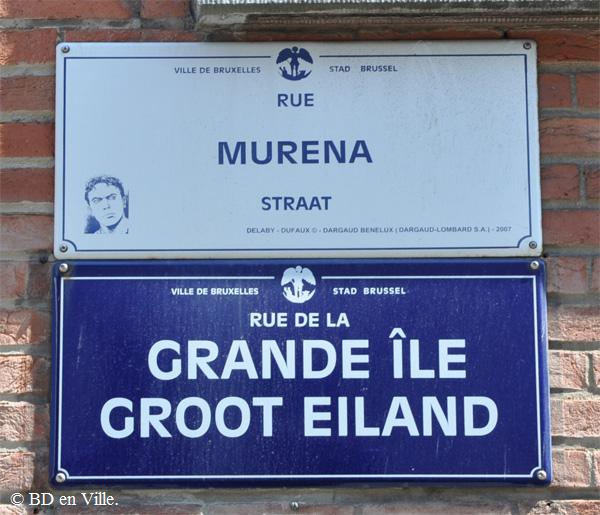 VILLE DE BRUXELLES STAD BRUSSEL
RUE
MURENA
STRAAT
DELABY - DUFAUX © - DARGAUD BENELUX ( DARGAUD-LOMBARD S.A.) - 2007
VILLE DE BRUXELLES STAD BRUSSEL
RUE DE LA
GRANDE ÎLE
GROOT EILAND
© BD en Ville.